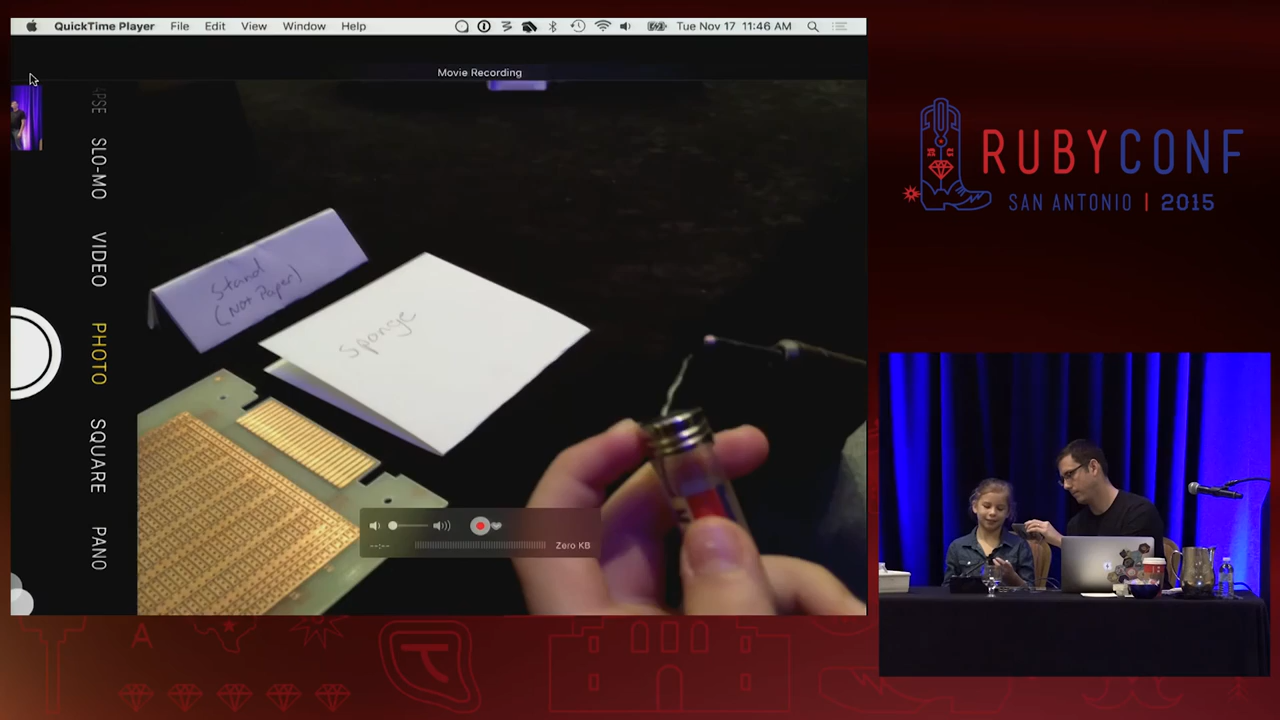 QuickTime Player File Edit View Window Help Tue Nov 17 11:46 AM
Movie Recording
APSE
SLO-MO
VIDEO
PHOTO
SQUARE
PANO
Stand
(Not Paper)
Sponge
Zero KB
RUBYCONF
SAN ANTONIO | 2015
A